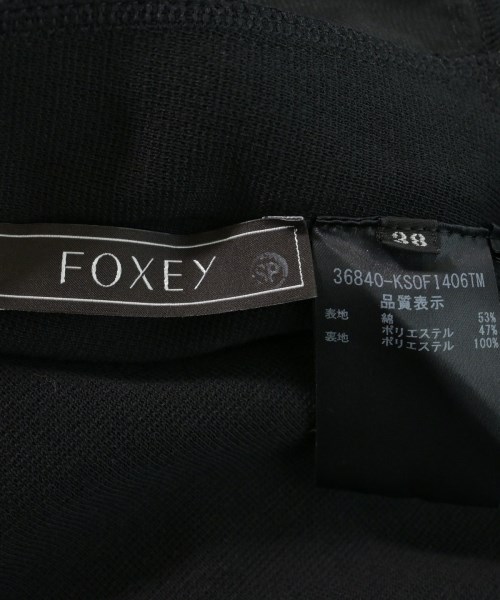 FOXEY SP
38
36840-KSOF1406TM
品質表示
表地 綿 53%
ポリエステル 47%
裏地 ポリエステル 100%